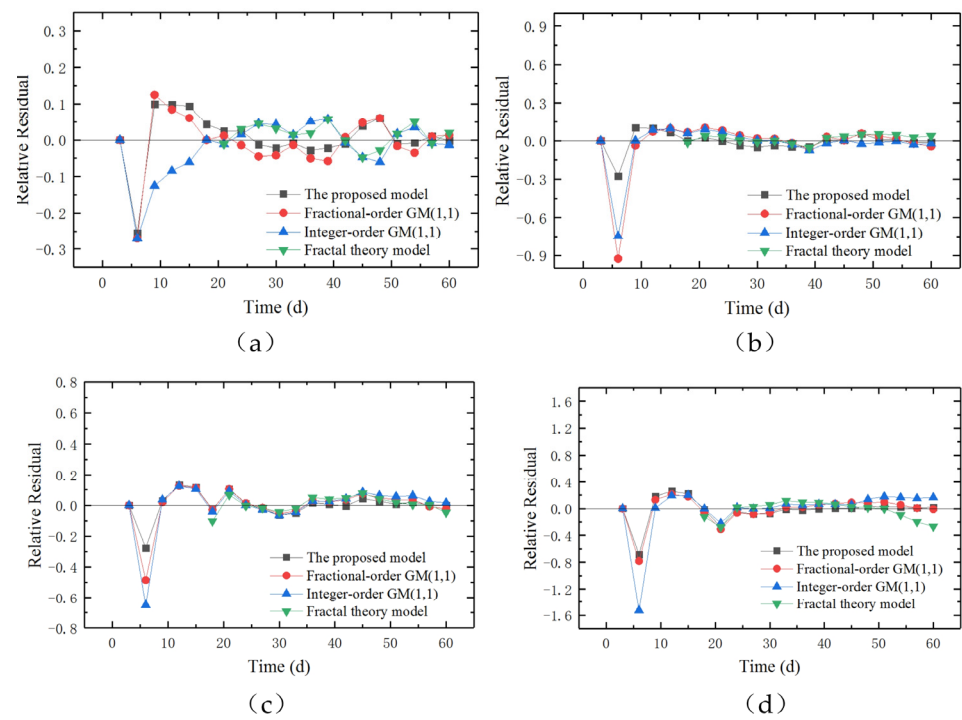 Relative Residual
0.3
0.2
0.1
0.0
-0.1
-0.2
-0.3
The proposed model
Fractional-order GM(1,1)
Integer-order GM(1,1)
Fractal theory model
0 10 20 30 40 50 60
Time (d)
(a)
Relative Residual
0.9
0.6
0.3
0.0
-0.3
-0.6
-0.9
The proposed model
Fractional-order GM(1,1)
Integer-order GM(1,1)
Fractal theory model
0 10 20 30 40 50 60
Time (d)
(b)
Relative Residual
0.8
0.6
0.4
0.2
0.0
-0.2
-0.4
-0.6
-0.8
The proposed model
Fractional-order GM(1,1)
Integer-order GM(1,1)
Fractal theory model
0 10 20 30 40 50 60
Time (d)
(c)
Relative Residual
1.6
1.2
0.8
0.4
0.0
-0.4
-0.8
-1.2
-1.6
The proposed model
Fractional-order GM(1,1)
Integer-order GM(1,1)
Fractal theory model
0 10 20 30 40 50 60
Time (d)
(d)